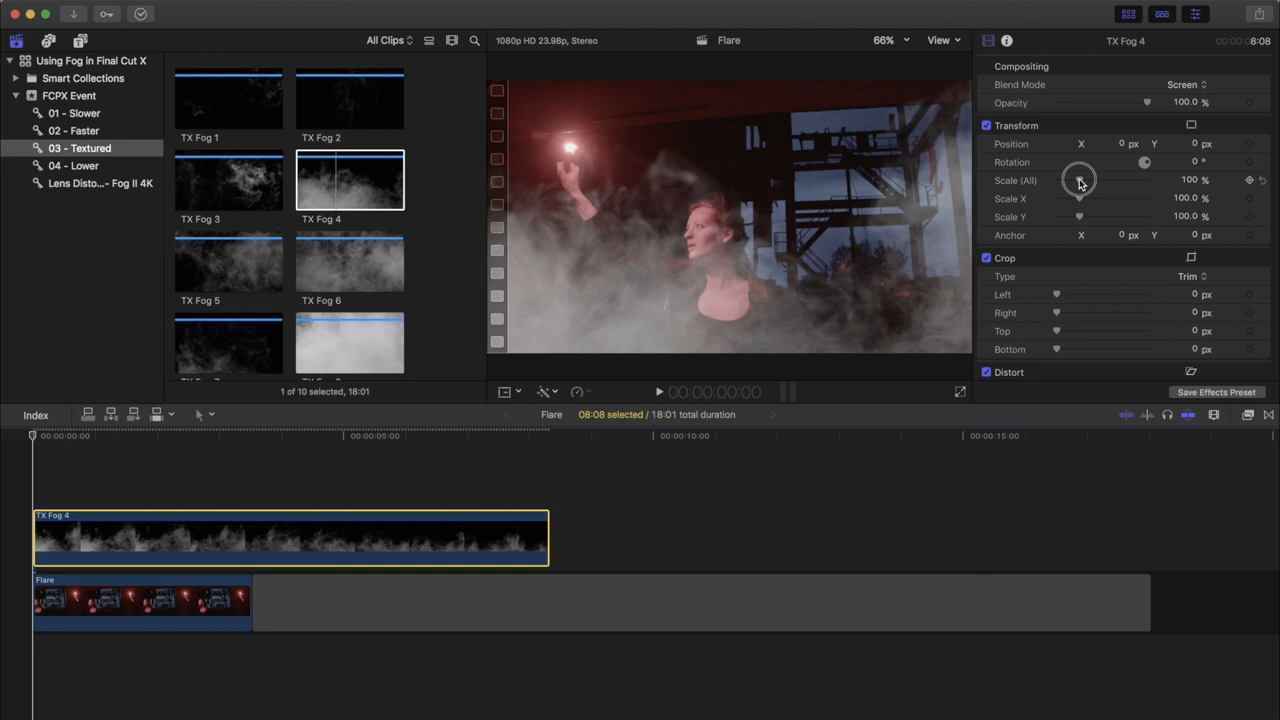 All Clips
1080p HD 23.98p, Stereo
Flare
66%
View
TX Fog 4
00:00:00:08:08
Using Fog in Final Cut X
Smart Collections
FCPX Event
01 - Slower
02 - Faster
03 - Textured
04 - Lower
Lens Disto...- Fog II 4K
TX Fog 1
TX Fog 2
TX Fog 3
TX Fog 4
TX Fog 5
TX Fog 6
1 of 10 selected, 18:01
00:00:00:00
Compositing
Blend Mode Screen
Opacity 100.0 %
Transform
Position X 0 px Y 0 px
Rotation 0 °
Scale (All) 100 %
Scale X 100.0 %
Scale Y 100.0 %
Anchor X 0 px Y 0 px
Crop
Type Trim
Left 0 px
Right 0 px
Top 0 px
Bottom 0 px
Distort
Save Effects Preset
Index
Flare
08:08 selected / 18:01 total duration
00:00:00:00
00:00:05:00
00:00:10:00
00:00:15:00
TX Fog 4
Flare